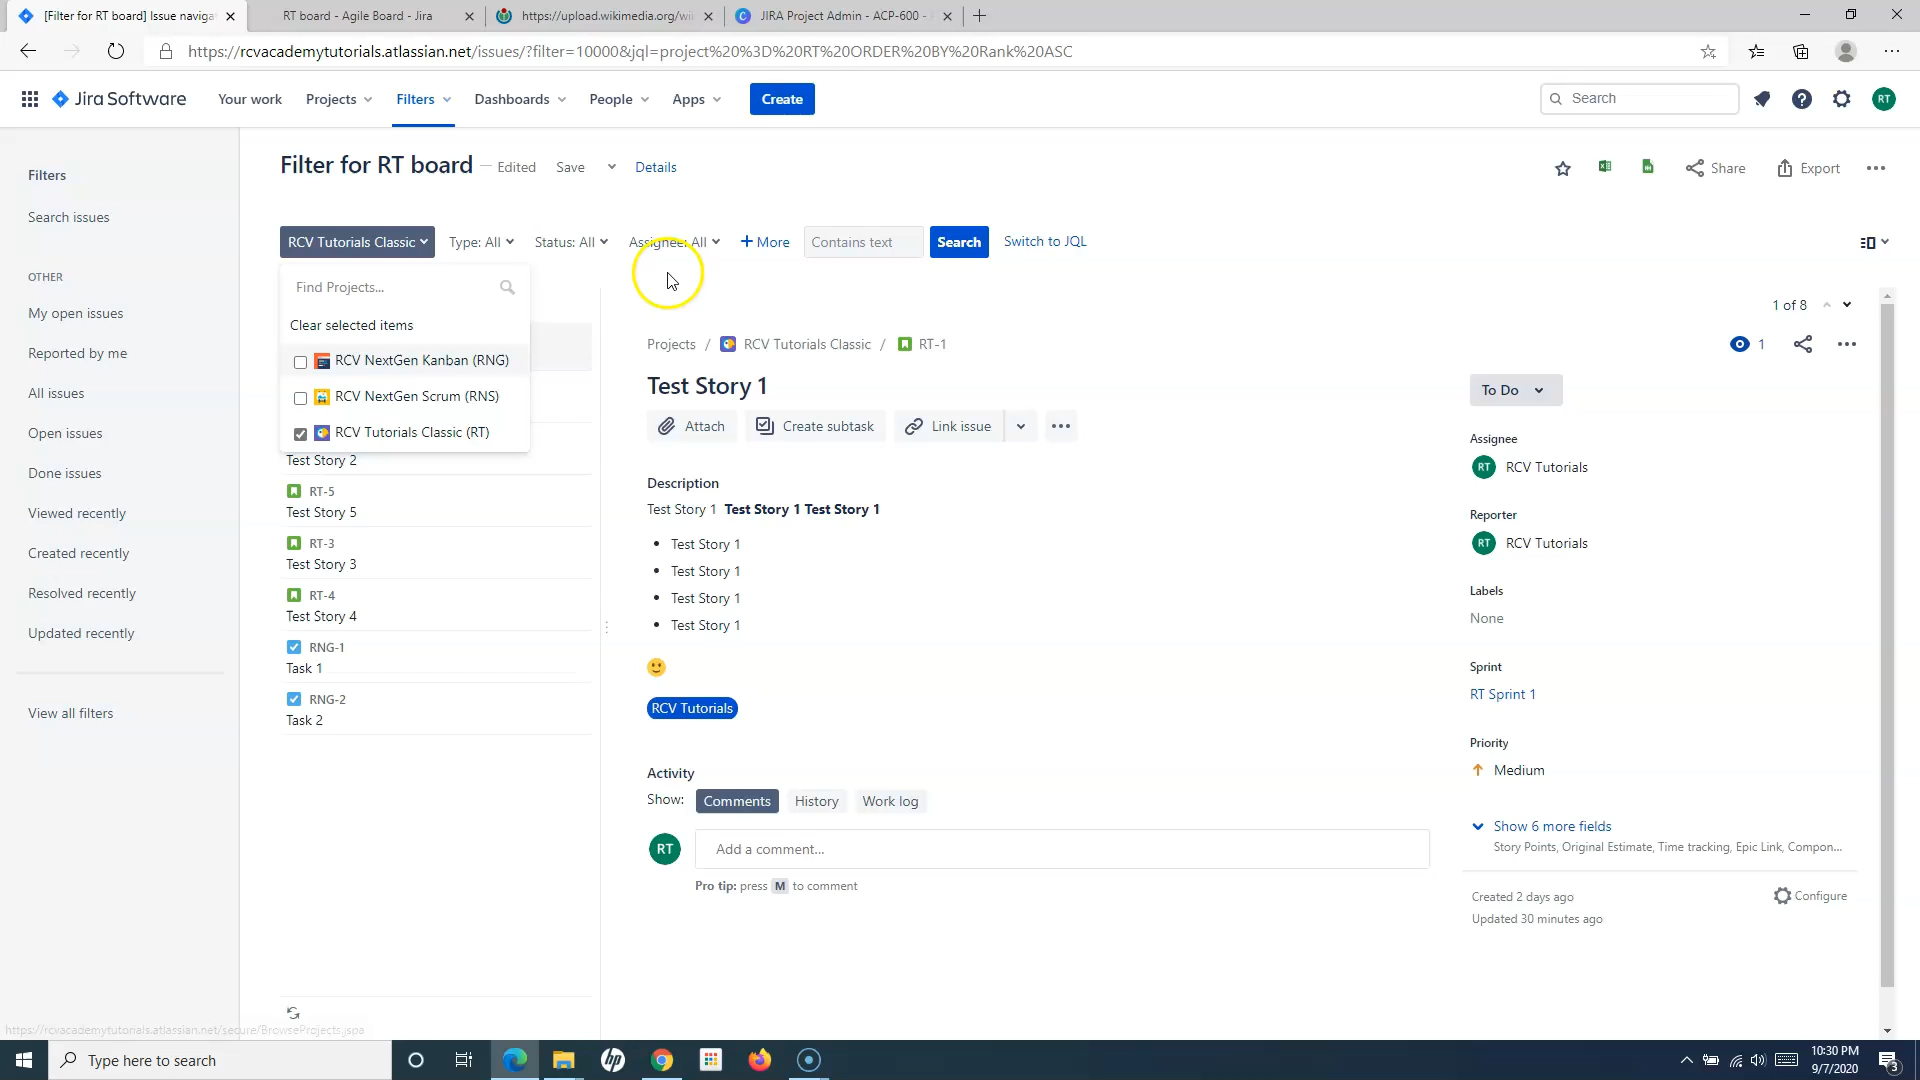 [Filter for RT board] Issue naviga
RT board - Agile Board - Jira
https://upload.wikimedia.org/wi
JIRA Project Admin - ACP-600 -
https://rcvacademytutorials.atlassian.net/issues/?filter=10000&jql=project%20%3D%20RT%20ORDER%20BY%20Rank%20ASC
Jira Software
Your work
Projects
Filters
Dashboards
People
Apps
Create
Search
RT
Filters
Search issues
OTHER
My open issues
Reported by me
All issues
Open issues
Done issues
Viewed recently
Created recently
Resolved recently
Updated recently
View all filters
Filter for RT board
Edited
Save
Details
Share
Export
RCV Tutorials Classic
Type: All
Status: All
Assignee: All
+ More
Contains text
Search
Switch to JQL
Find Projects...
Clear selected items
RCV NextGen Kanban (RNG)
RCV NextGen Scrum (RNS)
RCV Tutorials Classic (RT)
Test Story 2
RT-5
Test Story 5
RT-3
Test Story 3
RT-4
Test Story 4
RNG-1
Task 1
RNG-2
Task 2
1 of 8
Projects / RCV Tutorials Classic / RT-1
1
Test Story 1
Attach
Create subtask
Link issue
Description
Test Story 1 Test Story 1 Test Story 1
• Test Story 1
• Test Story 1
• Test Story 1
• Test Story 1
RCV Tutorials
Activity
Show:
Comments
History
Work log
RT
Add a comment...
Pro tip: press M to comment
To Do
Assignee
RT RCV Tutorials
Reporter
RT RCV Tutorials
Labels
None
Sprint
RT Sprint 1
Priority
Medium
Show 6 more fields
Story Points, Original Estimate, Time tracking, Epic Link, Compon...
Created 2 days ago
Updated 30 minutes ago
Configure
https://rcvacademytutorials.atlassian.net/secure/BrowseProjects.jspa
Type here to search
hp
10:30 PM
9/7/2020
3